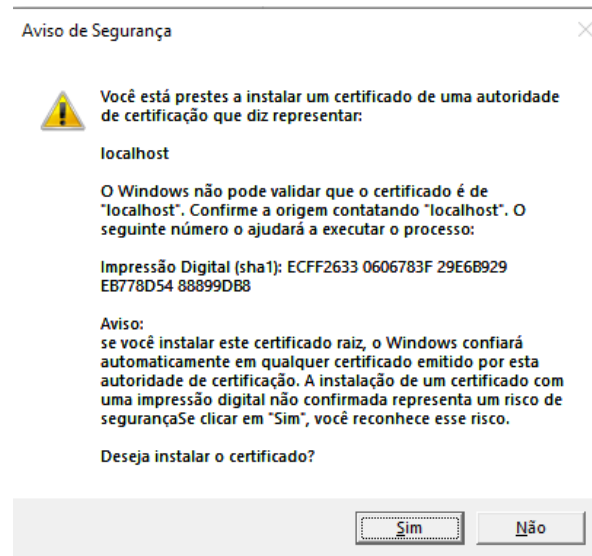 Aviso de Segurança
Você está prestes a instalar um certificado de uma autoridade
de certificação que diz representar:
localhost
O Windows não pode validar que o certificado é de
"localhost". Confirme a origem contatando "localhost". O
seguinte número o ajudará a executar o processo:
Impressão Digital (sha1): ECFF2633 0606783F 29E6B929
EB778D54 88899DB8
Aviso:
se você instalar este certificado raiz, o Windows confiará
automaticamente em qualquer certificado emitido por esta
autoridade de certificação. A instalação de um certificado com
uma impressão digital não confirmada representa um risco de
segurançaSe clicar em "Sim", você reconhece esse risco.
Deseja instalar o certificado?
Sim
Não